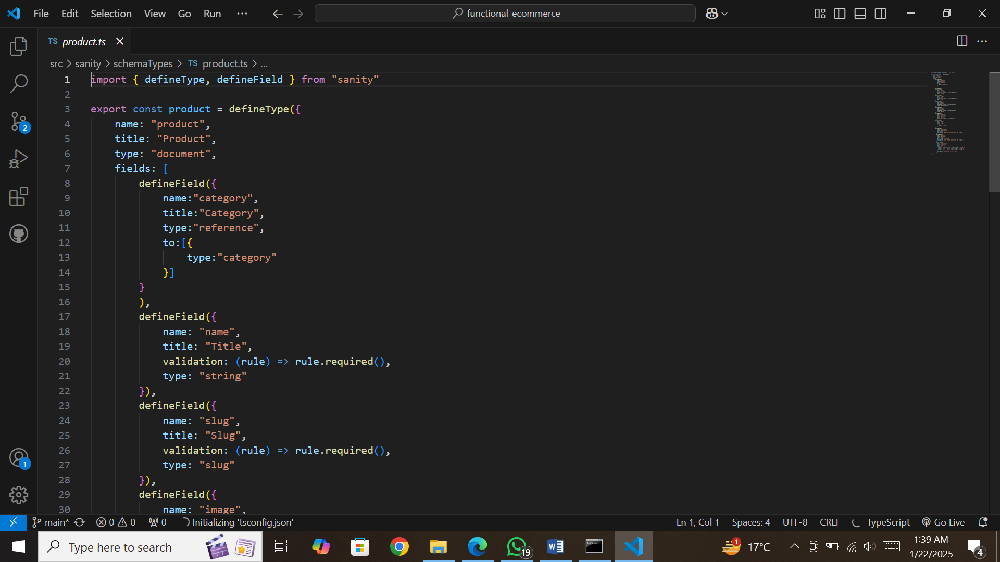 File Edit Selection View Go Run ··· functional-ecommerce
TS product.ts
src > sanity > schemaTypes > TS product.ts > ...
1 import { defineType, defineField } from "sanity"
2
3 export const product = defineType({
4 name: "product",
5 title: "Product",
6 type: "document",
7 fields: [
8 defineField({
9 name:"category",
10 title:"Category",
11 type:"reference",
12 to:[{
13 type:"category"
14 }]
15 }
16 ),
17 defineField({
18 name: "name",
19 title: "Title",
20 validation: (rule) => rule.required(),
21 type: "string"
22 }),
23 defineField({
24 name: "slug",
25 title: "Slug",
26 validation: (rule) => rule.required(),
27 type: "slug"
28 }),
29 defineField({
30 name: "image",
2
1
main* 0 0 0 Initializing 'tsconfig.json' Ln 1, Col 1 Spaces: 4 UTF-8 CRLF TypeScript Go Live
Type here to search 19 1 17°C 1:39 AM
1/22/2025 4